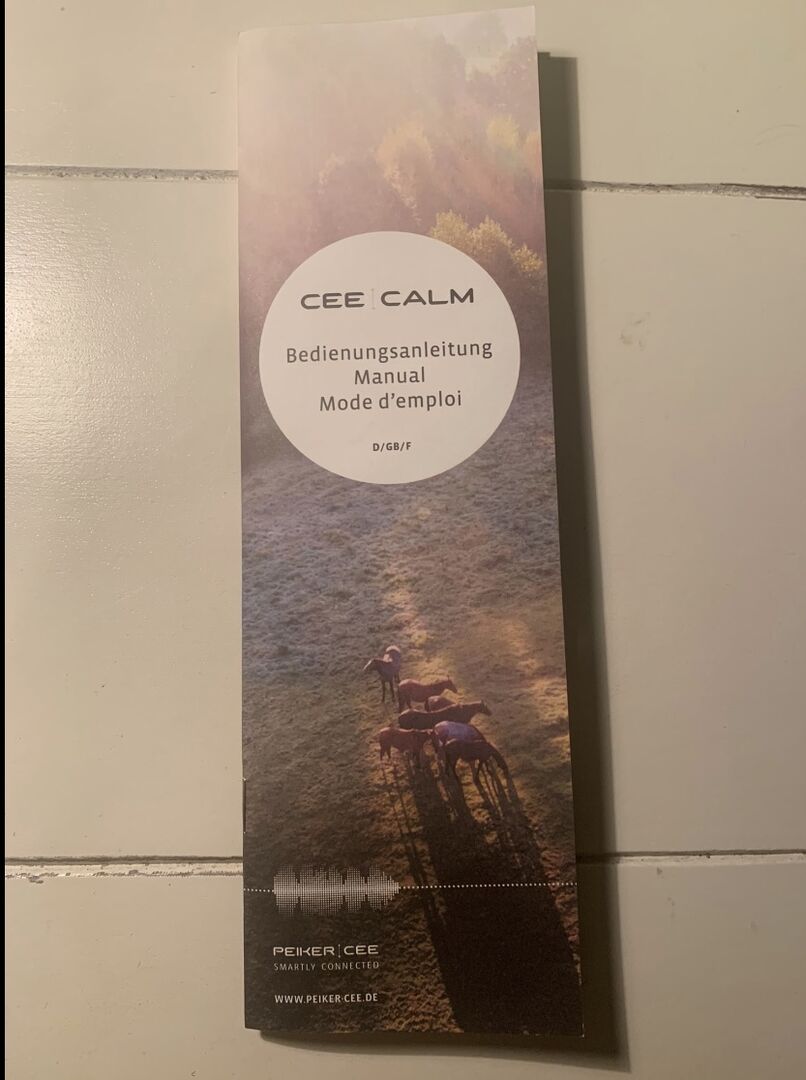 CEE CALM
Bedienungsanleitung
Manual
Mode d'emploi
D/GB/F
PEIKER CEE
SMARTLY CONNECTED
WWW.PEIKER-CEE.DE